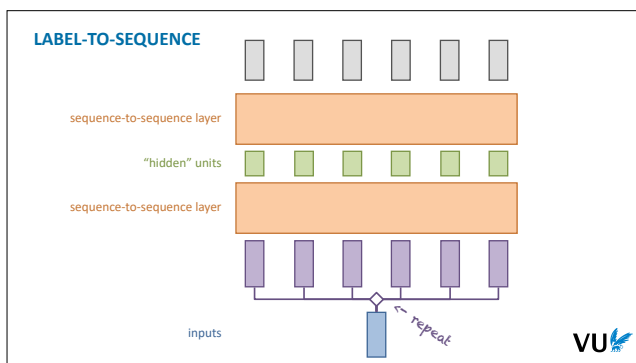 LABEL-TO-SEQUENCE
sequence-to-sequence layer
"hidden" units
sequence-to-sequence layer
repeat
inputs
VU